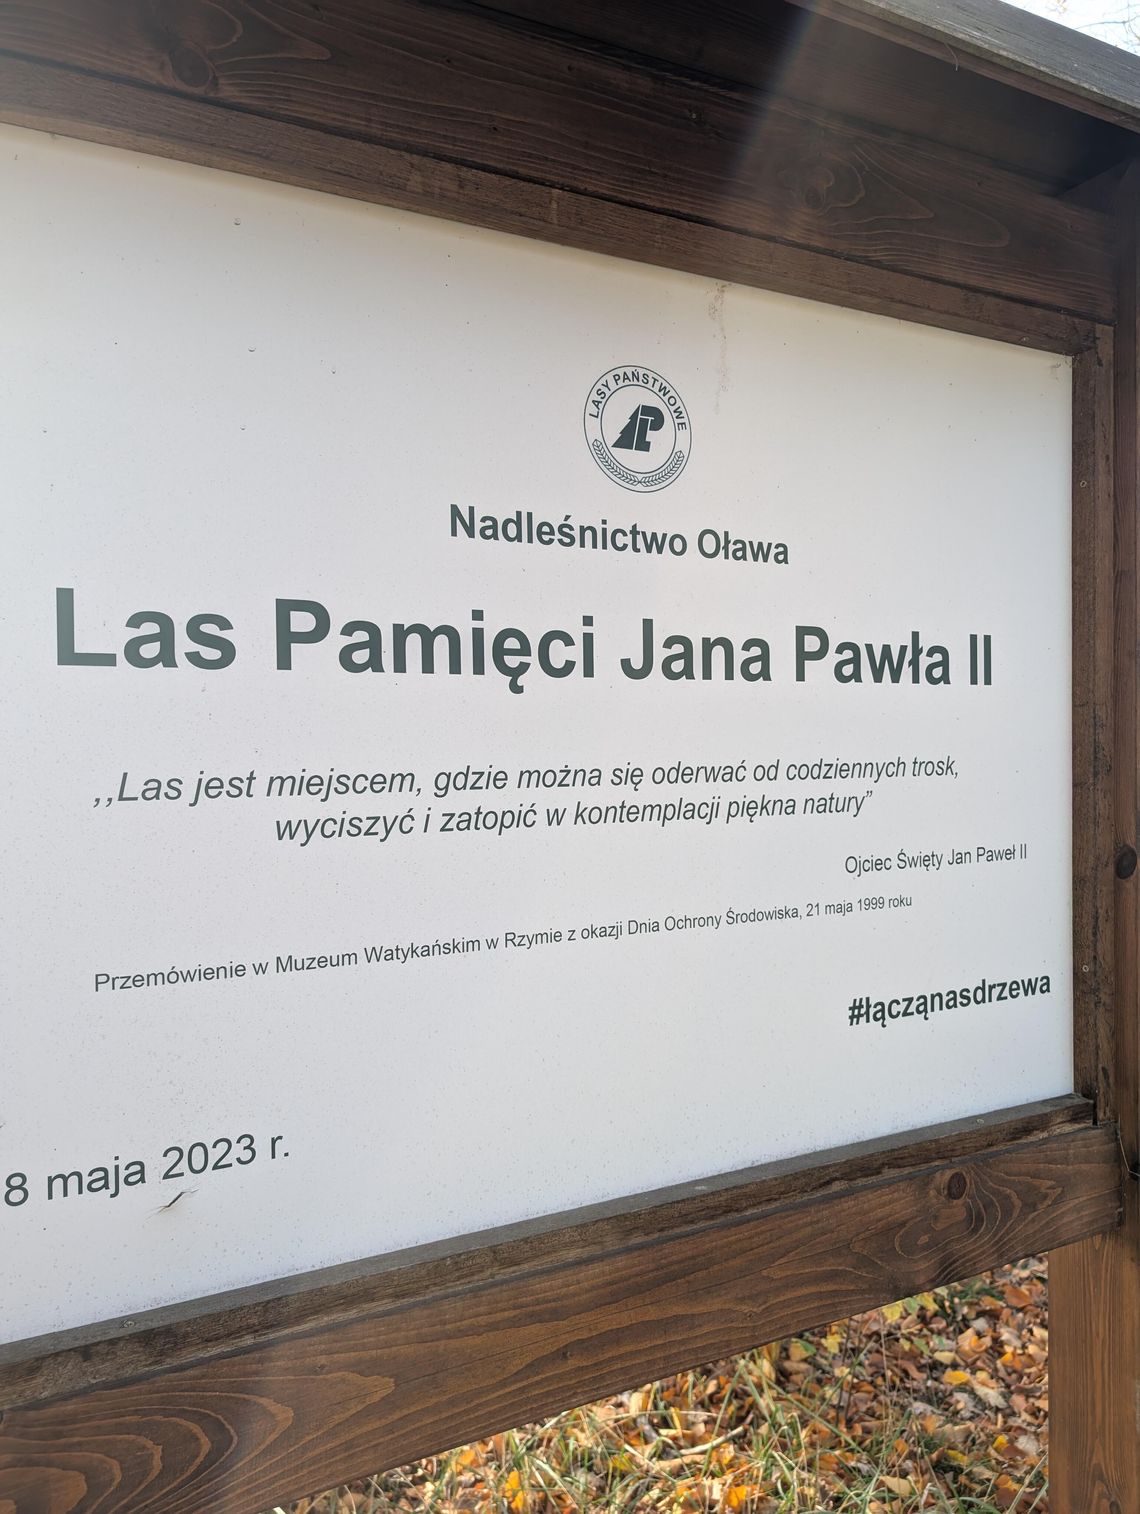 LASY PAŃSTWOWE
Nadleśnictwo Oława
Las Pamięci Jana Pawła II
,,Las jest miejscem, gdzie można się oderwać od codziennych trosk,
wyciszyć i zatopić w kontemplacji piękna natury”
Ojciec Święty Jan Paweł II
Przemówienie w Muzeum Watykańskim w Rzymie z okazji Dnia Ochrony Środowiska, 21 maja 1999 roku
#łączą​nasdrzewa
8 maja 2023 r.